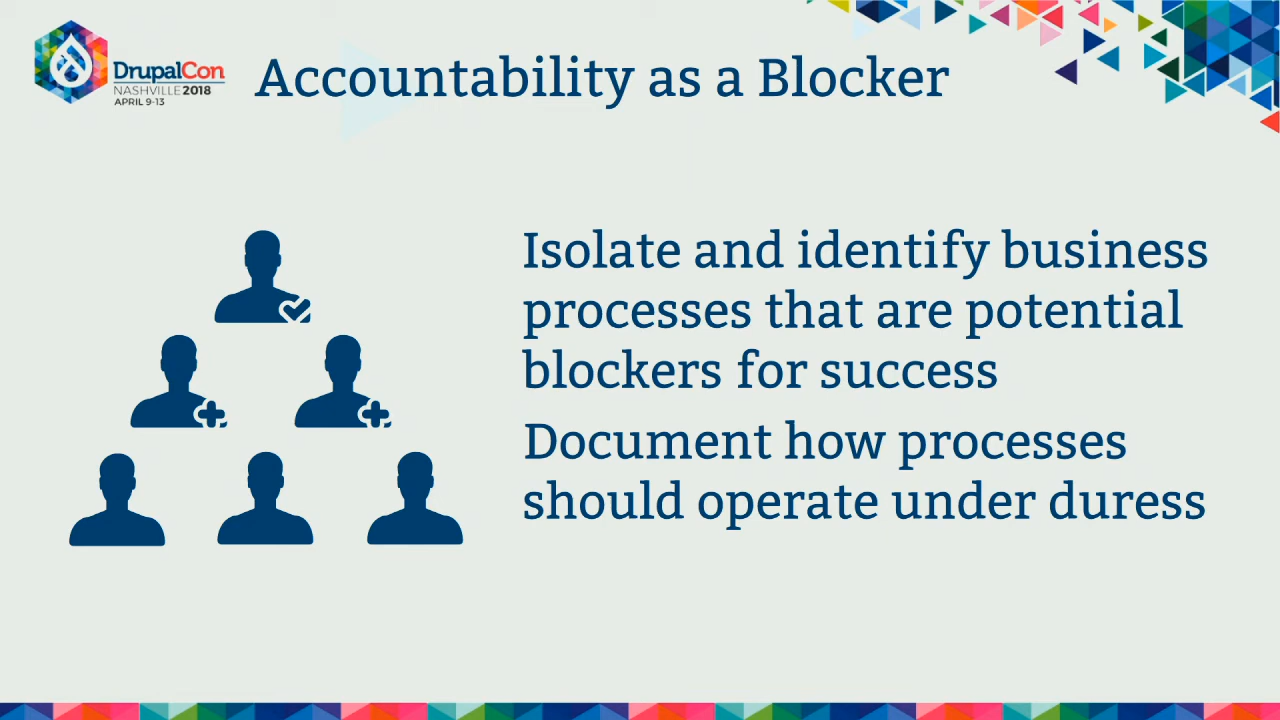 DrupalCon
NASHVILLE 2018
APRIL 9-13
Accountability as a Blocker
Isolate and identify business
processes that are potential
blockers for success
Document how processes
should operate under duress